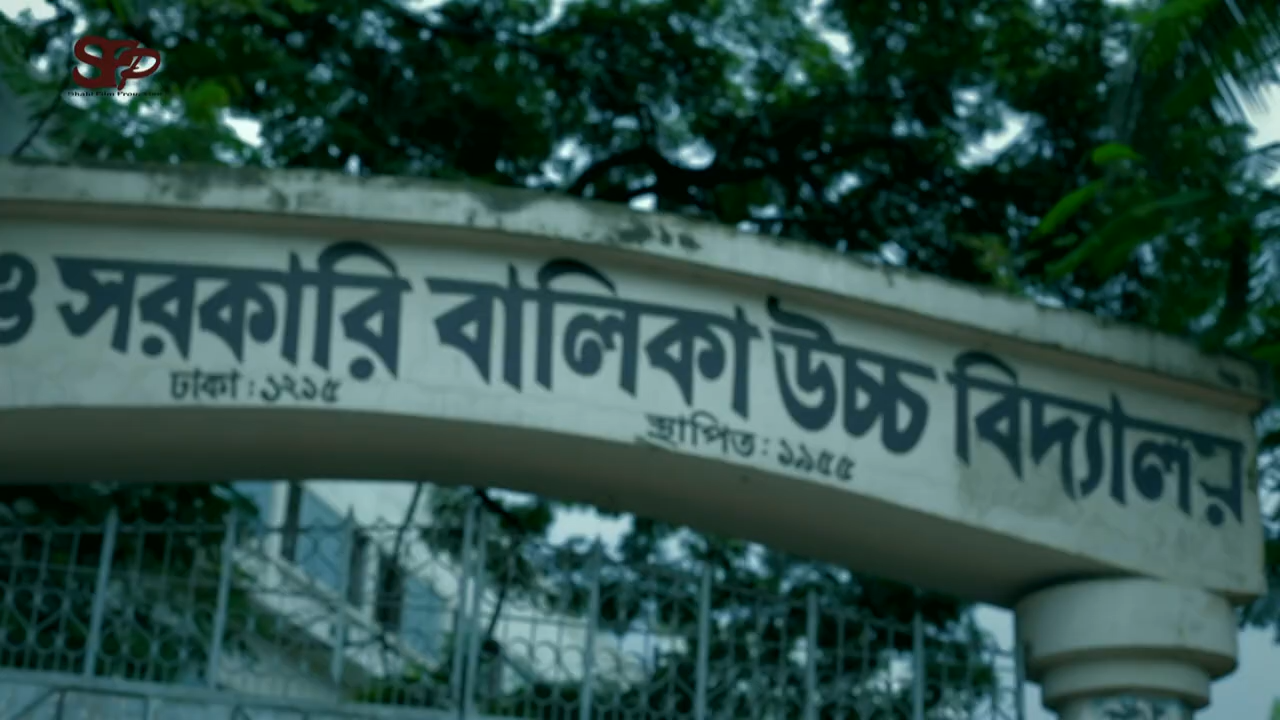 সরকারি বালিকা উচ্চ বিদ্যালয়
ঢাকা : ১২১৫
স্থাপিত : ১৯৫৫